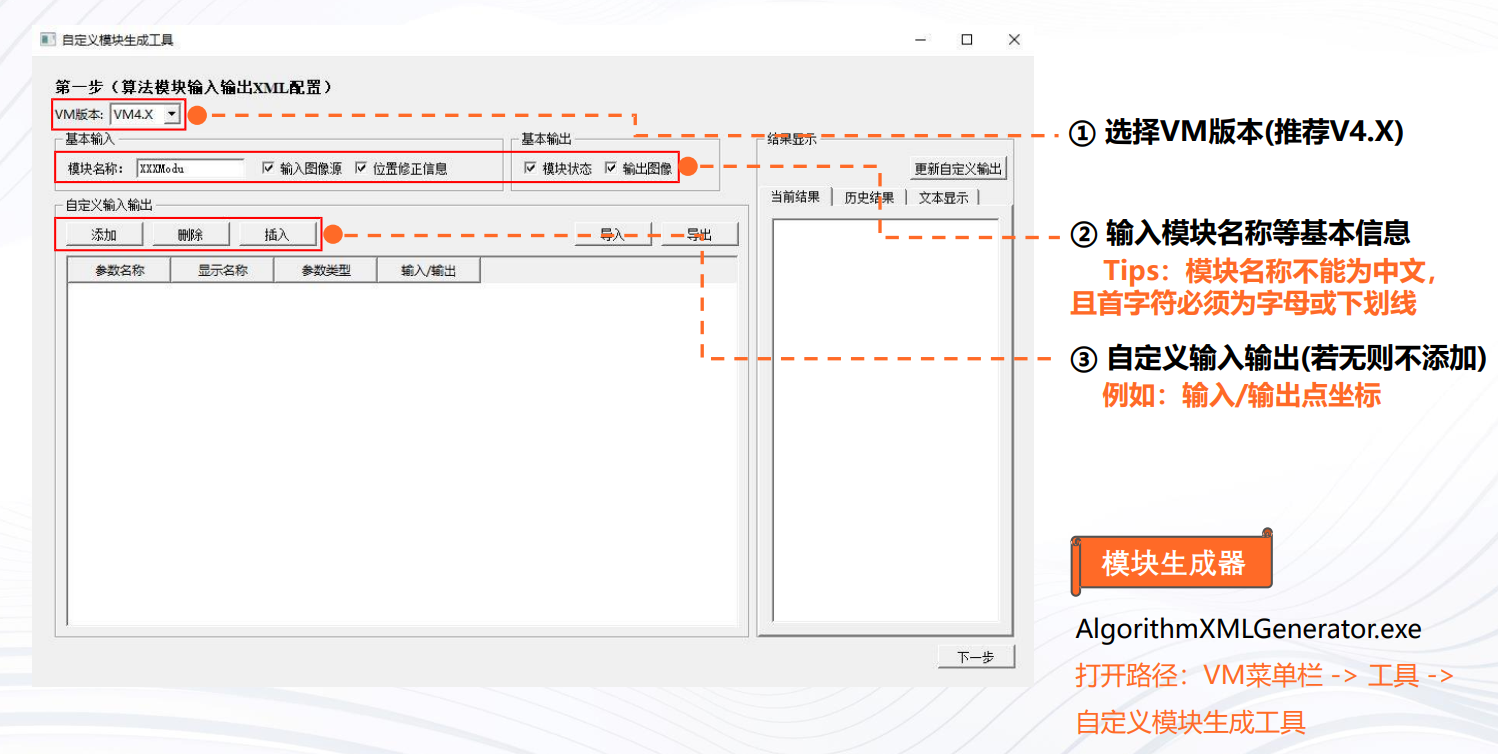 自定义模块生成工具
第一步（算法模块输入输出XML配置）
VM版本: VM4.X
基本输入
模块名称: XXXModu 输入图像源 位置修正信息
基本输出
模块状态 输出图像
自定义输入输出
添加 删除 插入 导入 导出
参数名称 显示名称 参数类型 输入/输出
结果显示
更新自定义输出
当前结果 历史结果 文本显示
下一步
① 选择VM版本(推荐V4.X)
② 输入模块名称等基本信息
Tips：模块名称不能为中文，
且首字符必须为字母或下划线
③ 自定义输入输出(若无则不添加)
例如：输入/输出点坐标
模块生成器
AlgorithmXMLGenerator.exe
打开路径：VM菜单栏 -> 工具 ->
自定义模块生成工具